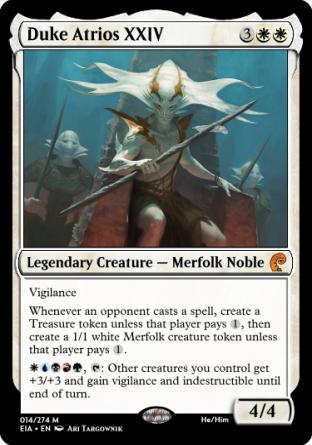 Duke Atrios XXIV 3
Legendary Creature — Merfolk Noble
Vigilance
Whenever an opponent casts a spell, create a
Treasure token unless that player pays 1, then
create a 1/1 white Merfolk creature token unless
that player pays 1.
: Other creatures you control get
+3/+3 and gain vigilance and indestructible until
end of turn.
4/4
014/274 M He/Him
EIA • EN Ari Targownik